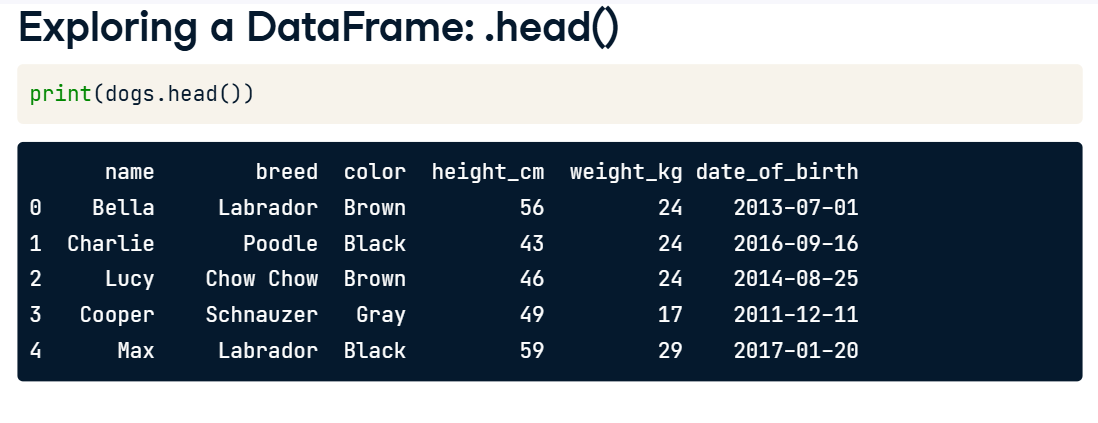 Exploring a DataFrame: .head()
print(dogs.head())
name breed color height_cm weight_kg date_of_birth
0 Bella Labrador Brown 56 24 2013-07-01
1 Charlie Poodle Black 43 24 2016-09-16
2 Lucy Chow Chow Brown 46 24 2014-08-25
3 Cooper Schnauzer Gray 49 17 2011-12-11
4 Max Labrador Black 59 29 2017-01-20